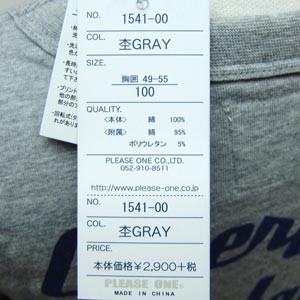 NO. 1541-00
COL. 杢GRAY
SIZE.
胸囲 49-55
100
QUALITY.
<本体> 綿 100%
<附属> 綿 95%
ポリウレタン 5%
PLEASE ONE CO.,LTD.
052-910-8511
http://www.please-one.co.jp
NO. 1541-00
COL. 杢GRAY
PRICE.
本体価格¥2,900+税
PLEASE ONE.
MADE IN CHINA